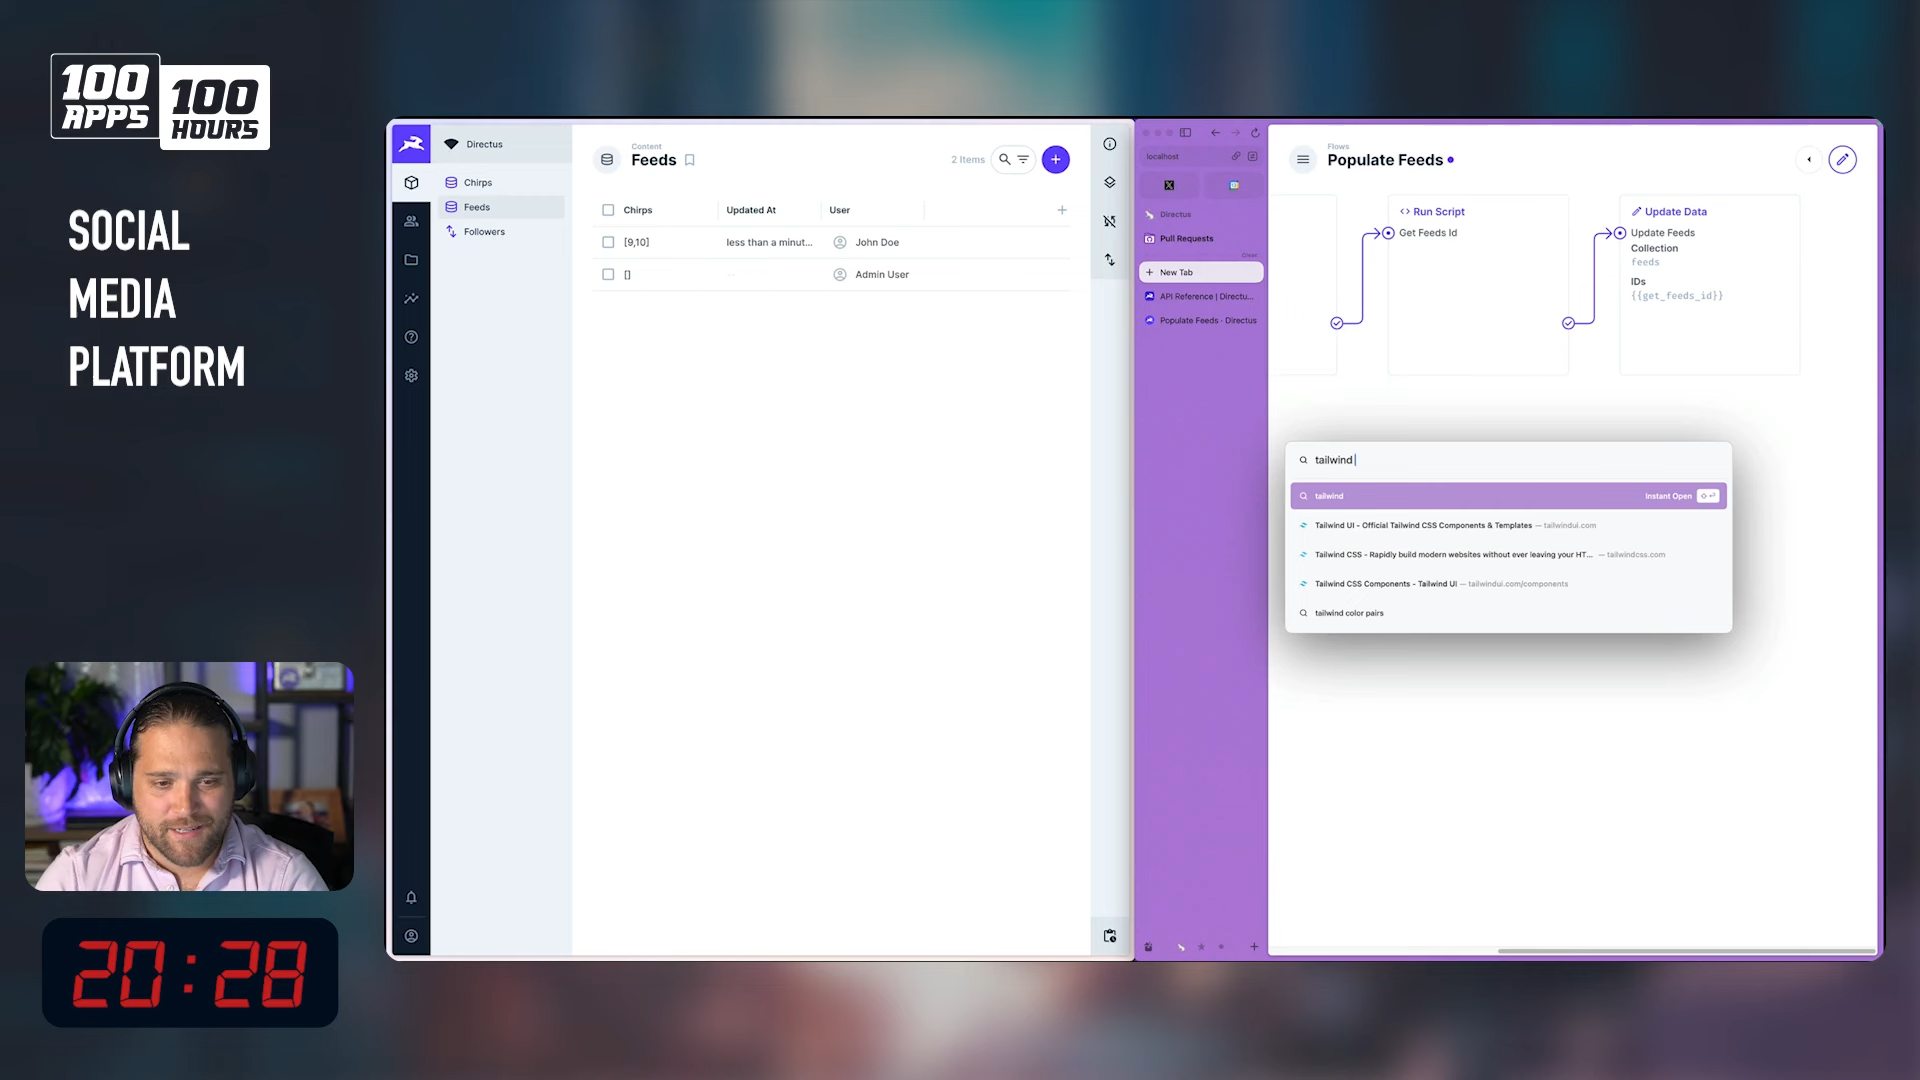 100 APPS
100 HOURS
SOCIAL
MEDIA
PLATFORM
20:28
Directus
Chirps
Feeds
Followers
Content
Feeds
2 Items
Chirps
Updated At
User
[9,10]
less than a minut...
John Doe
[]
--
Admin User
localhost
Directus
Pull Requests
Clear
New Tab
API Reference | Directu...
Populate Feeds · Directus
Flows
Populate Feeds
Run Script
Get Feeds Id
Update Data
Update Feeds
Collection
feeds
IDs
{{get_feeds_id}}
tailwind
tailwind
Instant Open
Tailwind UI - Official Tailwind CSS Components & Templates — tailwindui.com
Tailwind CSS - Rapidly build modern websites without ever leaving your HT... — tailwindcss.com
Tailwind CSS Components - Tailwind UI — tailwindui.com/components
tailwind color pairs